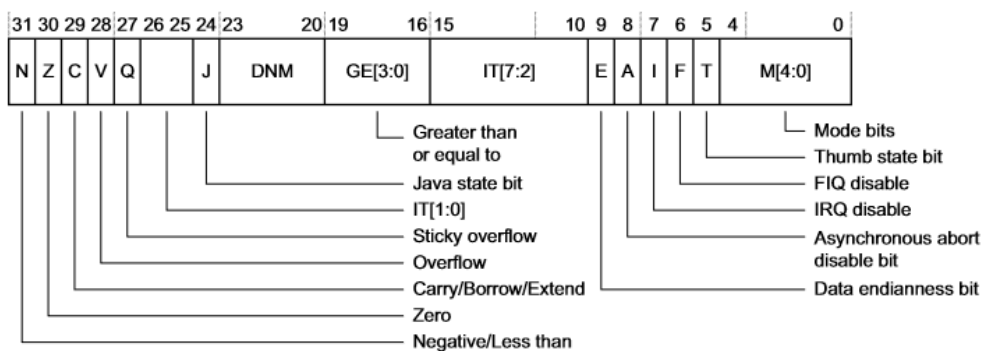 31 30 29 28 27 26 25 24 23 20 19 16 15 10 9 8 7 6 5 4 0
N Z C V Q J DNM GE[3:0] IT[7:2] E A I F T M[4:0]
Greater than
or equal to
Java state bit
IT[1:0]
Sticky overflow
Overflow
Carry/Borrow/Extend
Zero
Negative/Less than
Mode bits
Thumb state bit
FIQ disable
IRQ disable
Asynchronous abort
disable bit
Data endianness bit